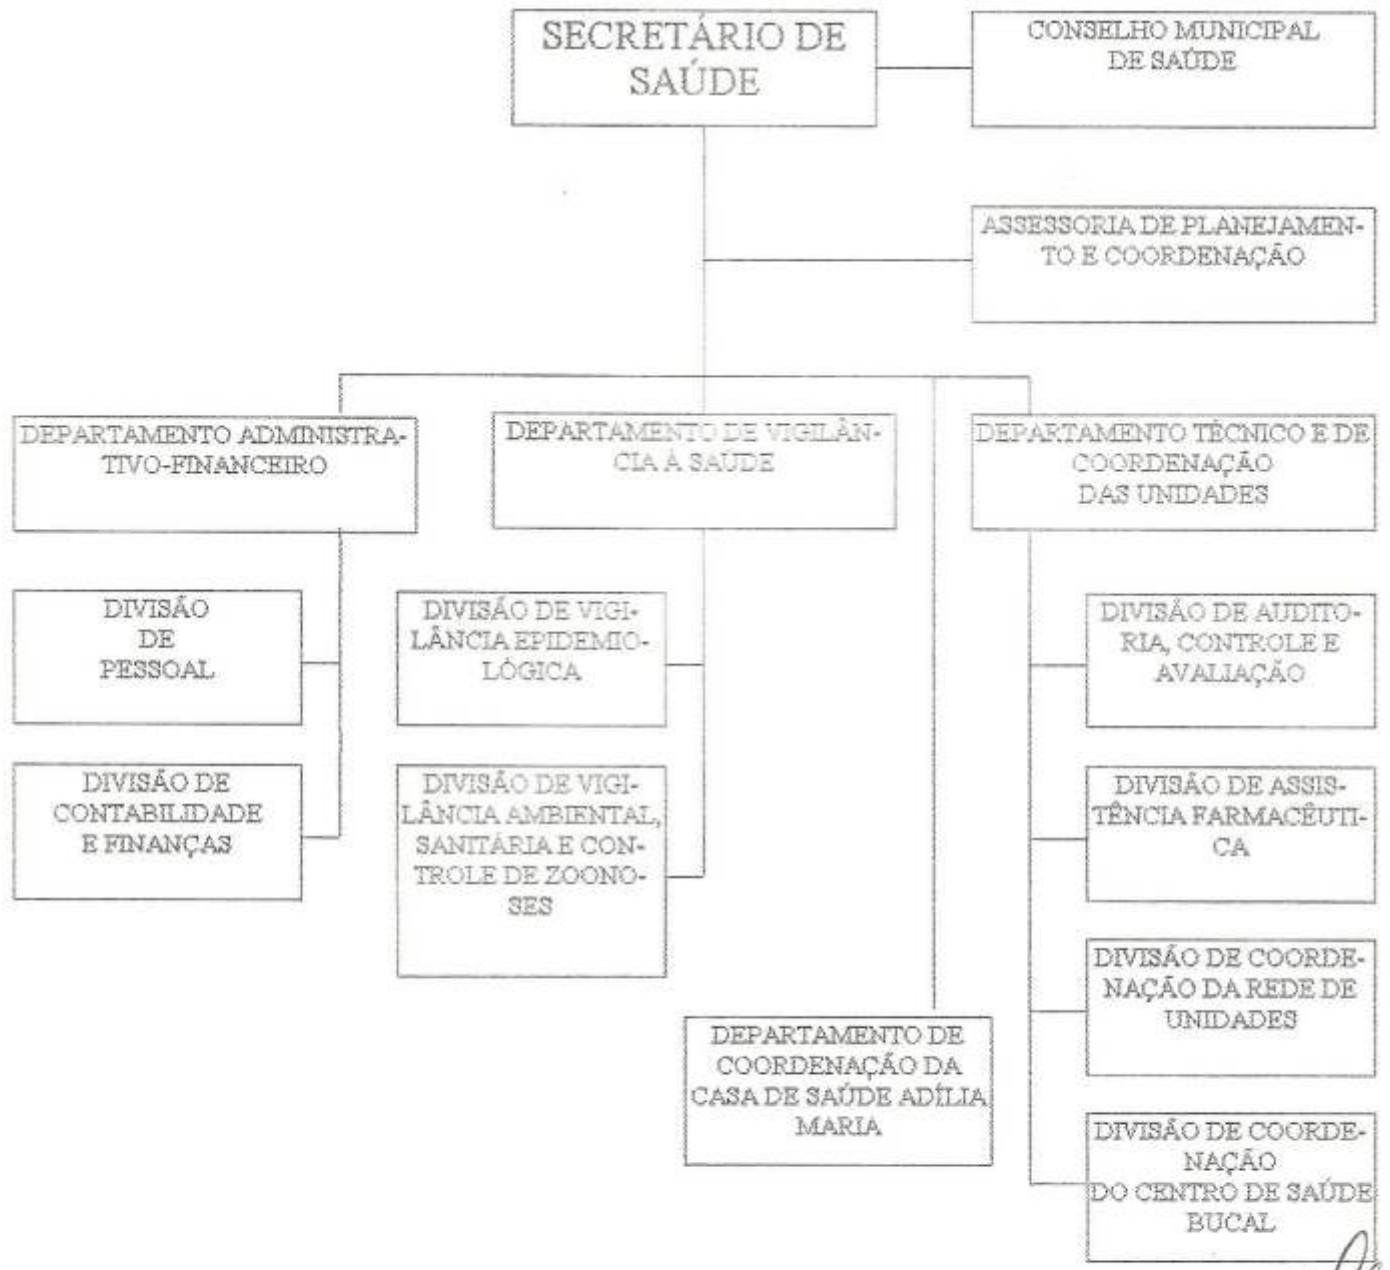 SECRETÁRIO DE
SAÚDE
CONSELHO MUNICIPAL
DE SAÚDE
ASSESSORIA DE PLANEJAMEN-
TO E COORDENAÇÃO
DEPARTAMENTO ADMINISTRA-
TIVO-FINANCEIRO
DEPARTAMENTO DE VIGILÂN-
CIA À SAÚDE
DEPARTAMENTO TÉCNICO E DE
COORDENAÇÃO
DAS UNIDADES
DIVISÃO
DE
PESSOAL
DIVISÃO DE VIGI-
LÂNCIA EPIDEMIO-
LÓGICA
DIVISÃO DE AUDITO-
RIA, CONTROLE E
AVALIAÇÃO
DIVISÃO DE
CONTABILIDADE
E FINANÇAS
DIVISÃO DE VIGI-
LÂNCIA AMBIENTAL,
SANITÁRIA E CON-
TROLE DE ZOONO-
SES
DIVISÃO DE ASSIS-
TÊNCIA FARMACÊUTI-
CA
DIVISÃO DE COORDE-
NAÇÃO DA REDE DE
UNIDADES
DEPARTAMENTO DE
COORDENAÇÃO DA
CASA DE SAÚDE ADÍLIA
MARIA
DIVISÃO DE COORDE-
NAÇÃO
DO CENTRO DE SAÚDE
BUCAL